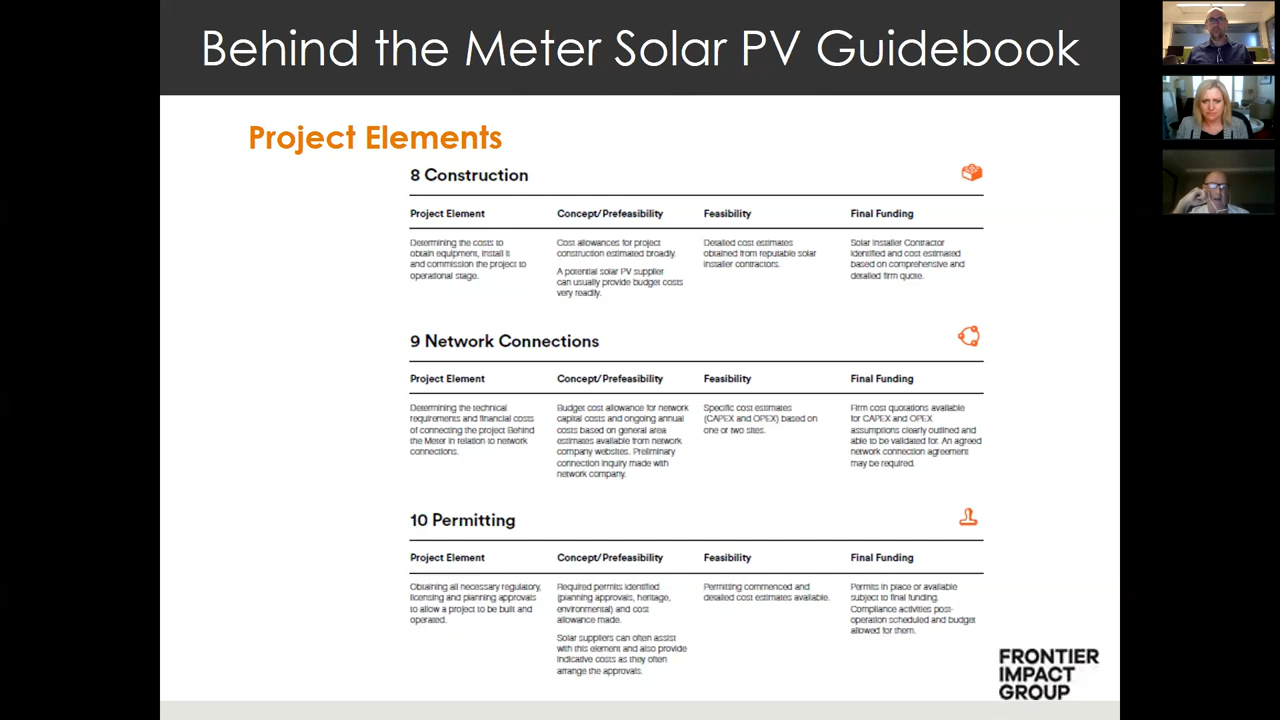 Behind the Meter Solar PV Guidebook
Project Elements
8 Construction
Project Element
Concept/Prefeasibility
Feasibility
Final Funding
Determining the costs to
obtain equipment, install it
and commission the project to
operational stage.
Cost allowances for project
construction estimated broadly.
A potential solar PV supplier
can usually provide budget costs
very readily.
Detailed cost estimates
obtained from reputable solar
installer contractors.
Solar Installer Contractor
identified and cost estimated
based on comprehensive and
detailed firm quote.
9 Network Connections
Project Element
Concept/Prefeasibility
Feasibility
Final Funding
Determining the technical
requirements and financial costs
of connecting the project Behind
the Meter in relation to network
connections.
Budget cost allowance for network
capital costs and ongoing annual
costs based on general area
estimates available from network
company websites. Preliminary
connection inquiry made with
network company.
Specific cost estimates
(CAPEX and OPEX) based on
one or two sites.
Firm cost quotations available
for CAPEX and OPEX
assumptions clearly outlined and
able to be validated for. An agreed
network connection agreement
may be required.
10 Permitting
Project Element
Concept/Prefeasibility
Feasibility
Final Funding
Obtaining all necessary regulatory,
licensing and planning approvals
to allow a project to be built and
operated.
Required permits identified
(planning approvals, heritage,
environmental) and cost
allowance made.
Solar suppliers can often assist
with this element and also provide
indicative costs as they often
arrange the approvals.
Permitting commenced and
detailed cost estimates available.
Permits in place or available
subject to final funding.
Compliance activities post-
operation scheduled and budget
allowed for them.
FRONTIER
IMPACT
GROUP